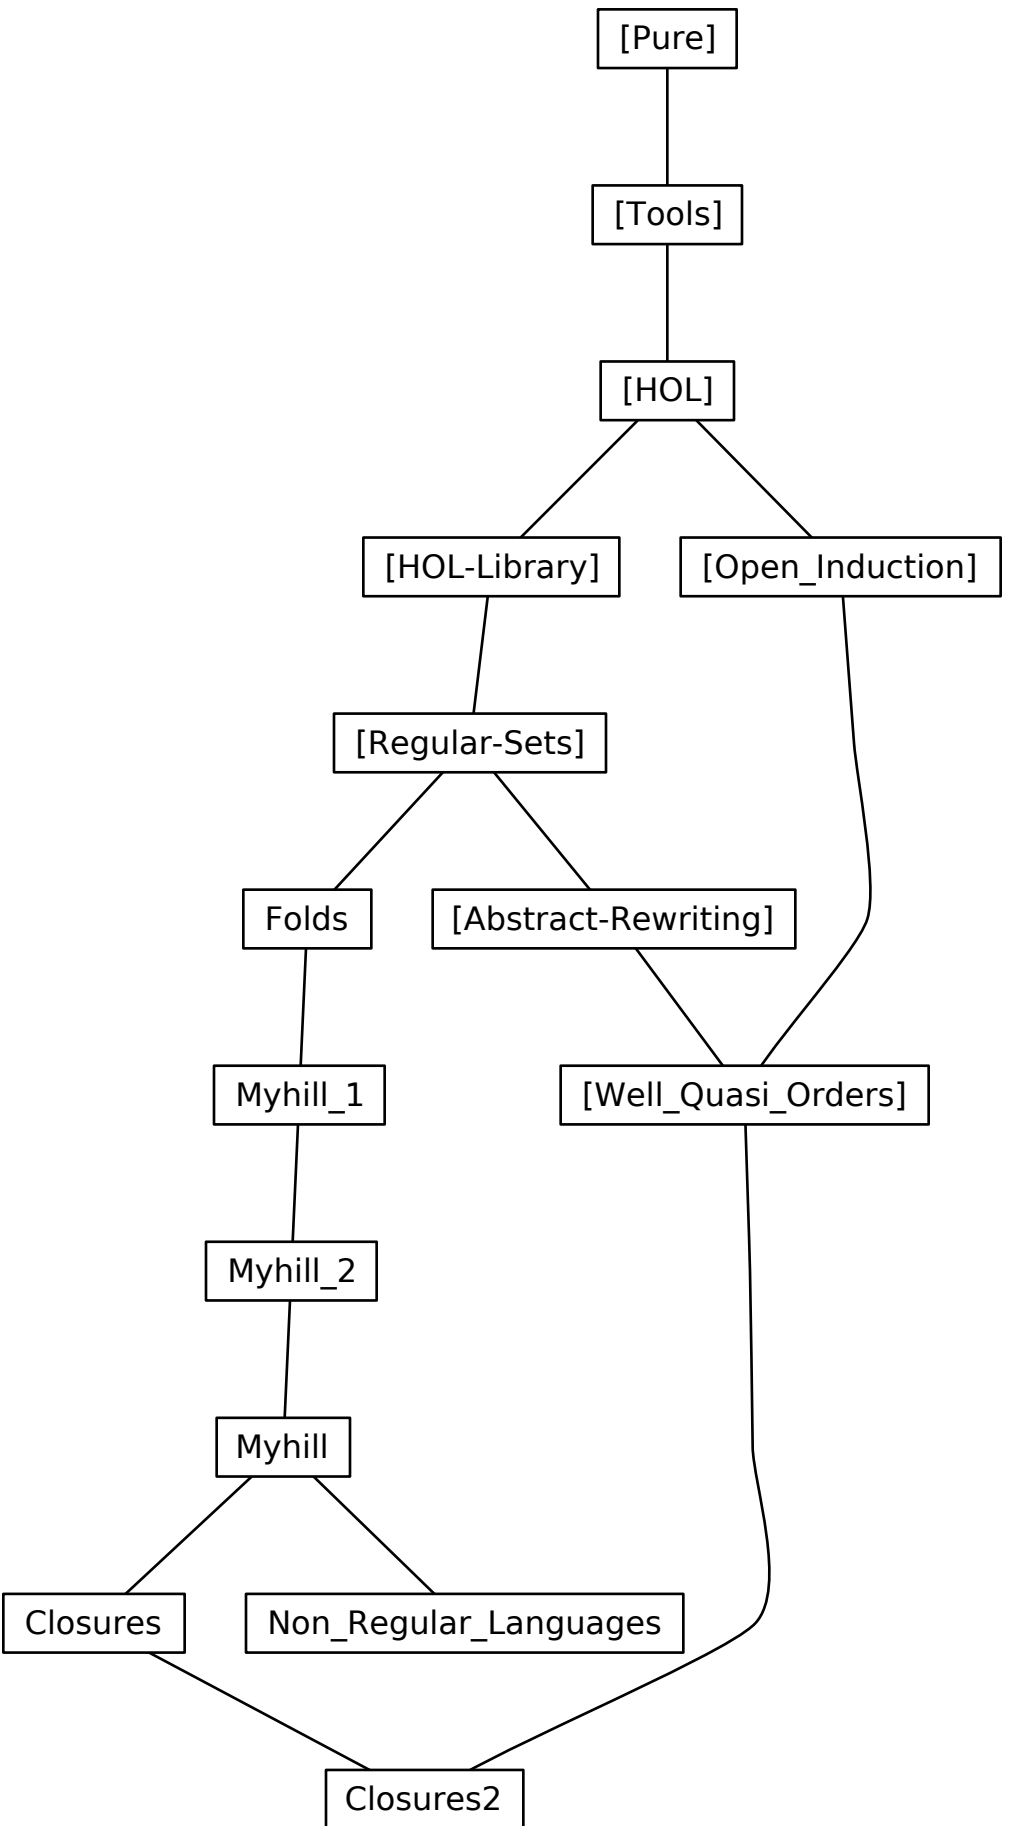 [Pure]
[Tools]
[HOL]
[HOL-Library]
[Open_Induction]
[Regular-Sets]
Folds
[Abstract-Rewriting]
Myhill_1
[Well_Quasi_Orders]
Myhill_2
Myhill
Closures
Non_Regular_Languages
Closures2